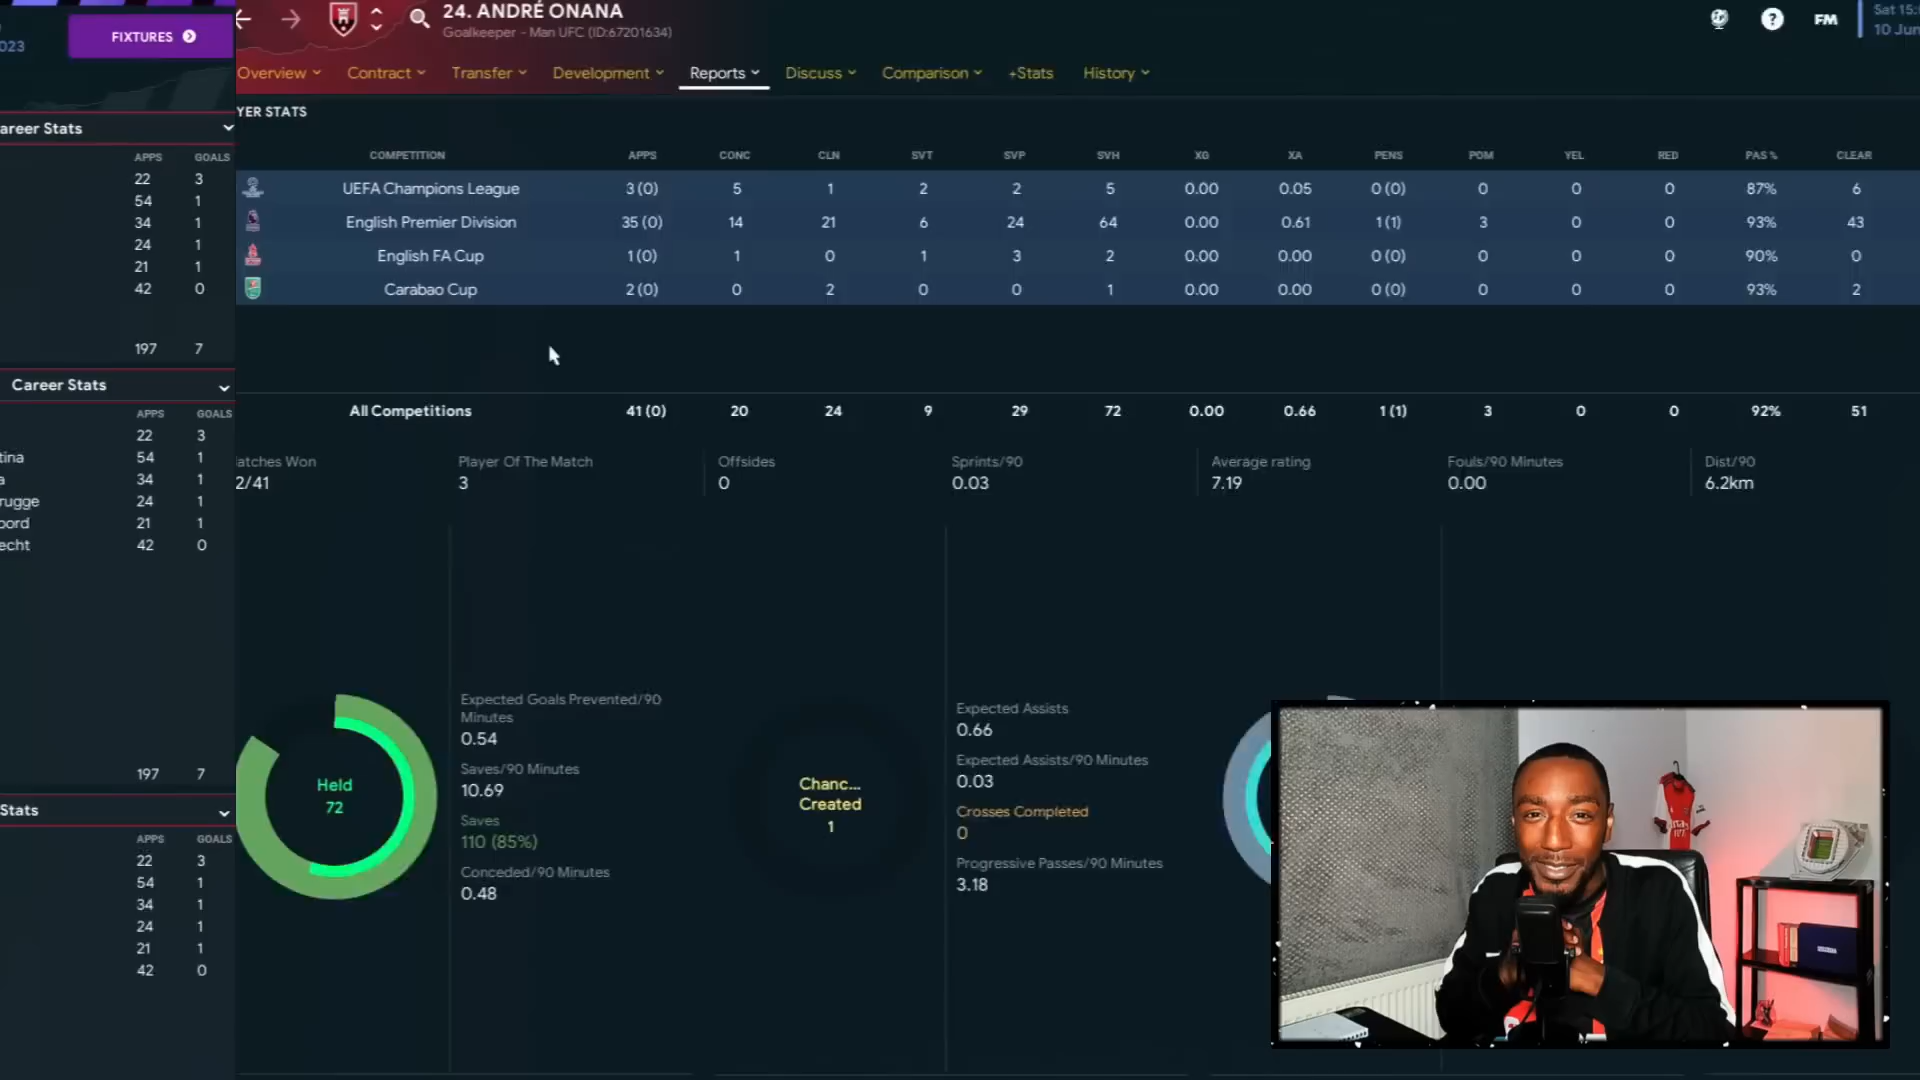 023
FIXTURES
24. ANDRÉ ONANA
Goalkeeper - Man UFC (ID:67201634)
FM
Sat 15:
10 Jun
Overview Contract Transfer Development Reports Discuss Comparison +Stats History
YER STATS
COMPETITION APPS CONC CLN SVT SVP SVH XG XA PENS POM YEL RED PAS % CLEAR
UEFA Champions League 3 (0) 5 1 2 2 5 0.00 0.05 0 (0) 0 0 0 87% 6
English Premier Division 35 (0) 14 21 6 24 64 0.00 0.61 1 (1) 3 0 0 93% 43
English FA Cup 1 (0) 1 0 1 3 2 0.00 0.00 0 (0) 0 0 0 90% 0
Carabao Cup 2 (0) 0 2 0 0 1 0.00 0.00 0 (0) 0 0 0 93% 2
All Competitions 41 (0) 20 24 9 29 72 0.00 0.66 1 (1) 3 0 0 92% 51
atches Won
2/41
Player Of The Match
3
Offsides
0
Sprints/90
0.03
Average rating
7.19
Fouls/90 Minutes
0.00
Dist/90
6.2km
Held
72
Expected Goals Prevented/90
Minutes
0.54
Saves/90 Minutes
10.69
Saves
110 (85%)
Conceded/90 Minutes
0.48
Chanc...
Created
1
Expected Assists
0.66
Expected Assists/90 Minutes
0.03
Crosses Completed
0
Progressive Passes/90 Minutes
3.18
areer Stats
APPS GOALS
22 3
54 1
34 1
24 1
21 1
42 0
197 7
Career Stats
APPS GOALS
22 3
tina 54 1
a 34 1
rugge 24 1
oord 21 1
echt 42 0
197 7
Stats
APPS GOALS
22 3
54 1
34 1
24 1
21 1
42 0